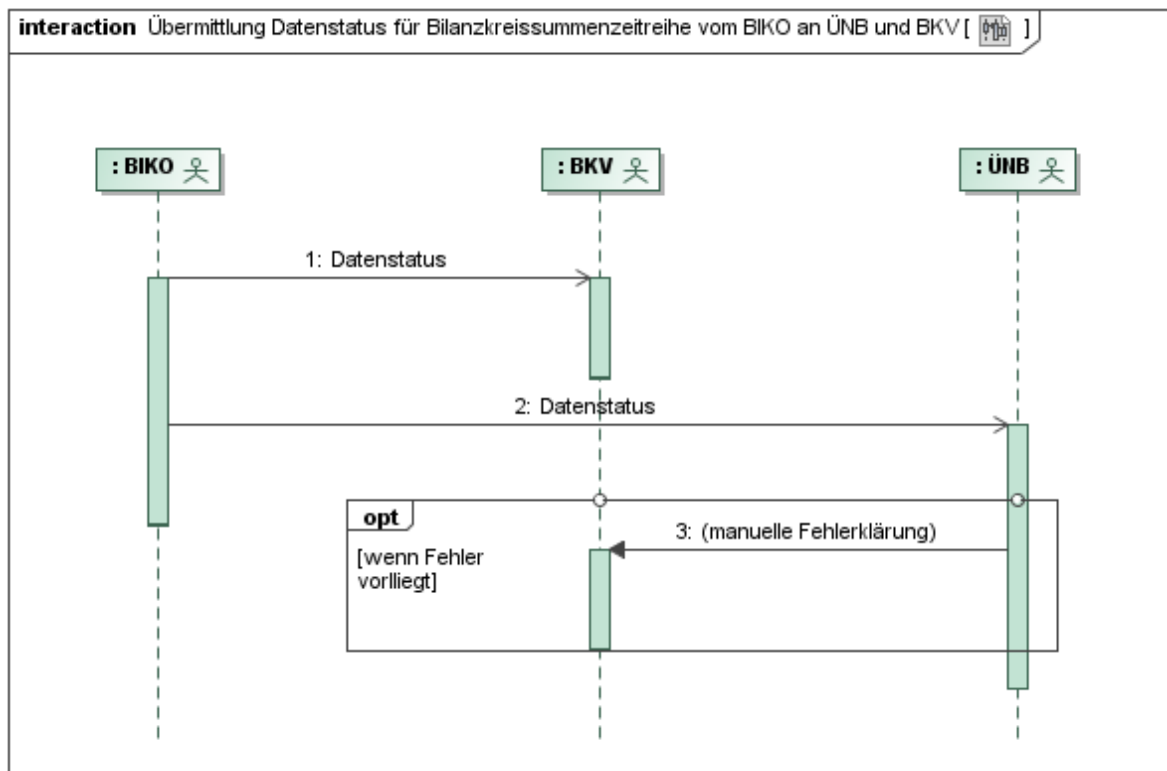 interaction Übermittlung Datenstatus für Bilanzkreissummenzeitreihe vom BIKO an ÜNB und BKV [ ]
: BIKO
: BKV
: ÜNB
1: Datenstatus
2: Datenstatus
opt
3: (manuelle Fehlerklärung)
[wenn Fehler
vorlliegt]